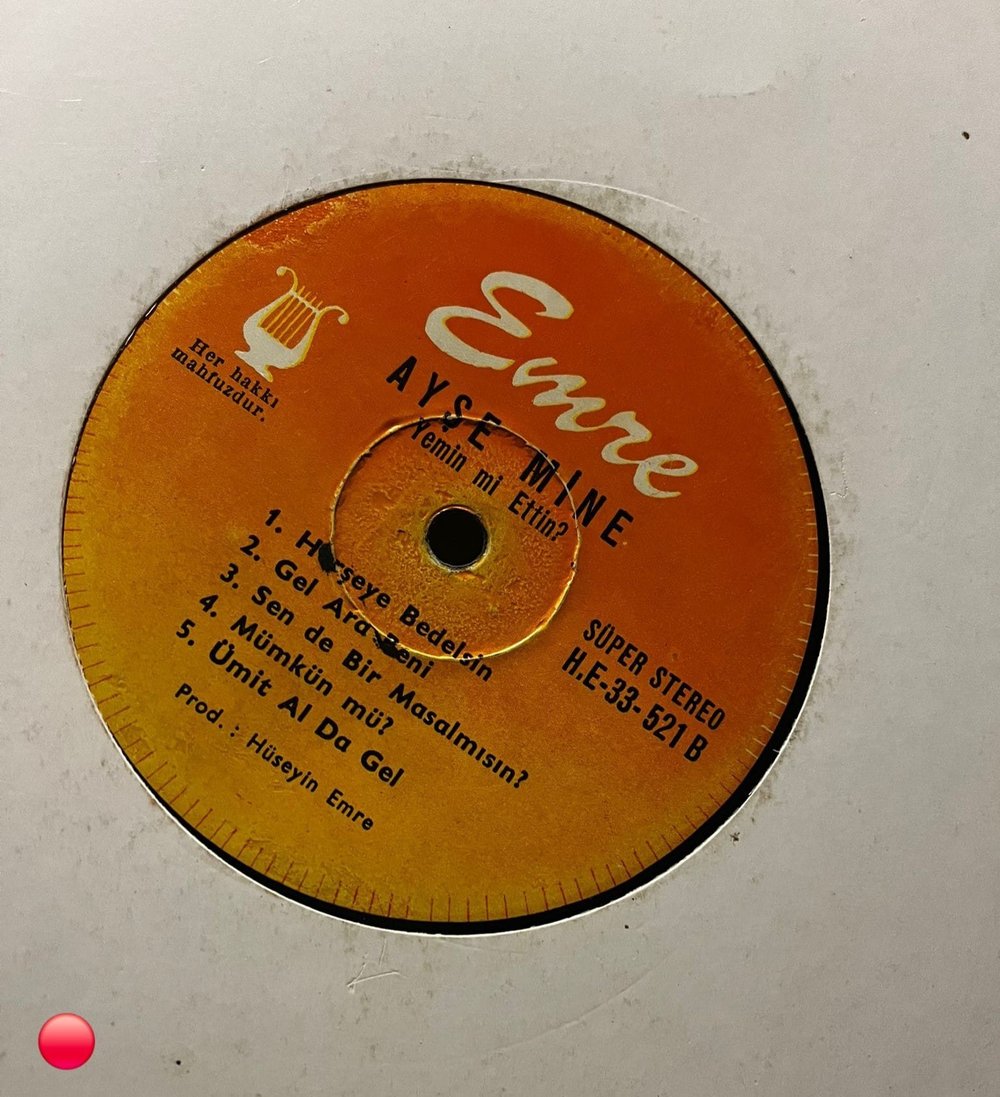 Emre
Her hakkı
mahfuzdur.
AYŞE MİNE
Yemin mi Ettin?
1. Herşeye Bedelsin
2. Gel Ara Beni
3. Sen de Bir Masalmısın?
4. Mümkün mü?
5. Ümit Al Da Gel
Prod. : Hüseyin Emre
SÜPER STEREO
H.E-33-521 B